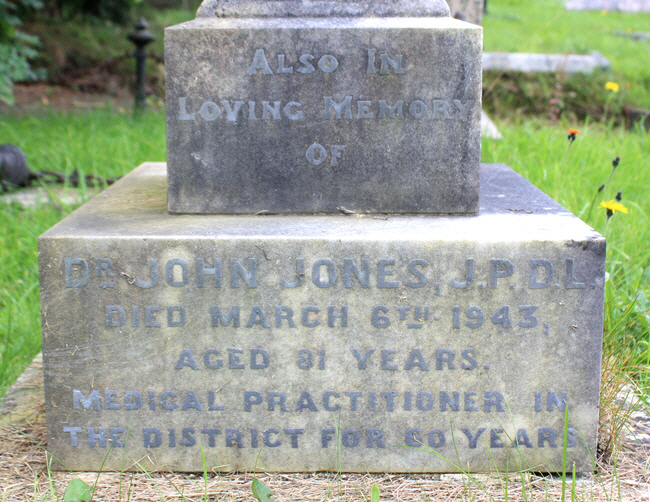 Also In
Loving Memory
of
Dr. John Jones, J.P. D.L.
Died March 6th 1943,
Aged 81 Years.
Medical Practitioner in
the District for 60 Years.